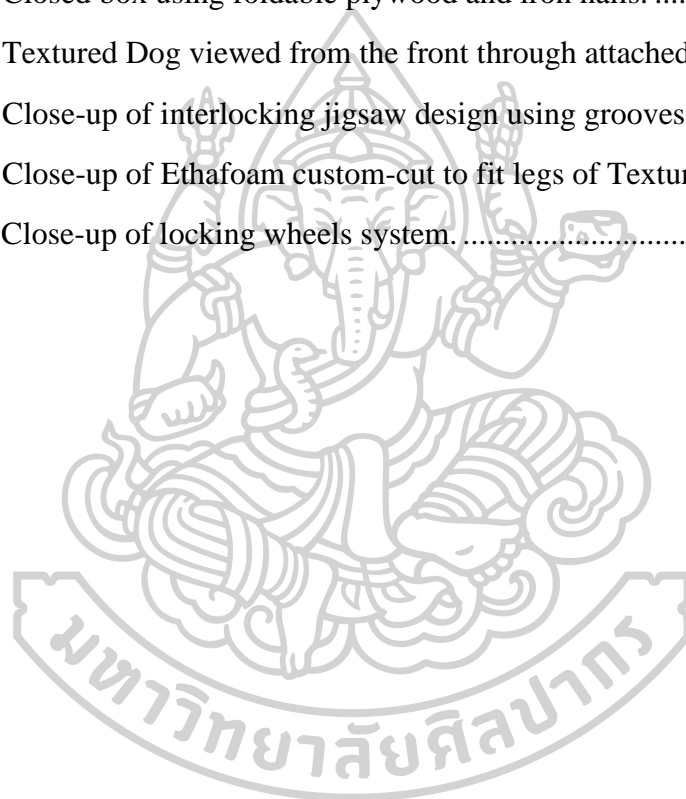 Closed box using foldable plywood and iron nails. ....
Textured Dog viewed from the front through attached
Close-up of interlocking jigsaw design using grooves
Close-up of Ethafoam custom-cut to fit legs of Textur
Close-up of locking wheels system. ............................
มหาวิทยาลัยศิลปากร